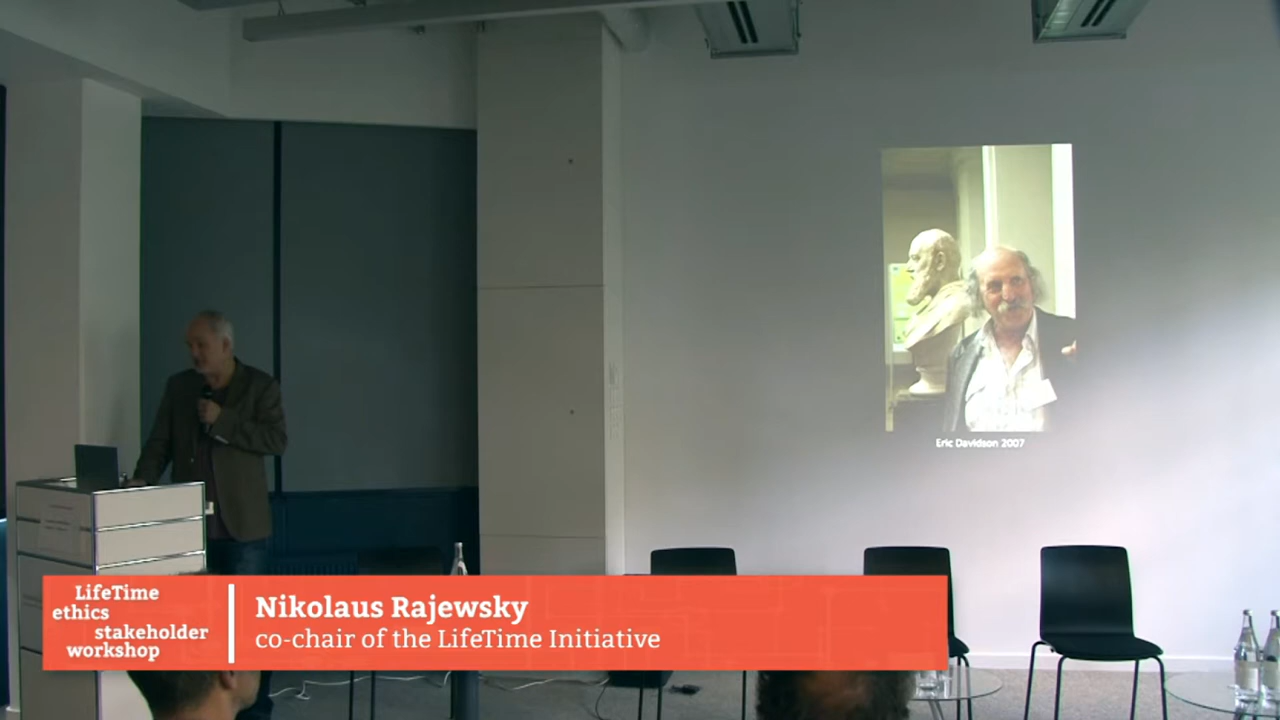 Eric Davidson 2007
LifeTime
ethics
stakeholder
workshop
Nikolaus Rajewsky
co-chair of the LifeTime Initiative